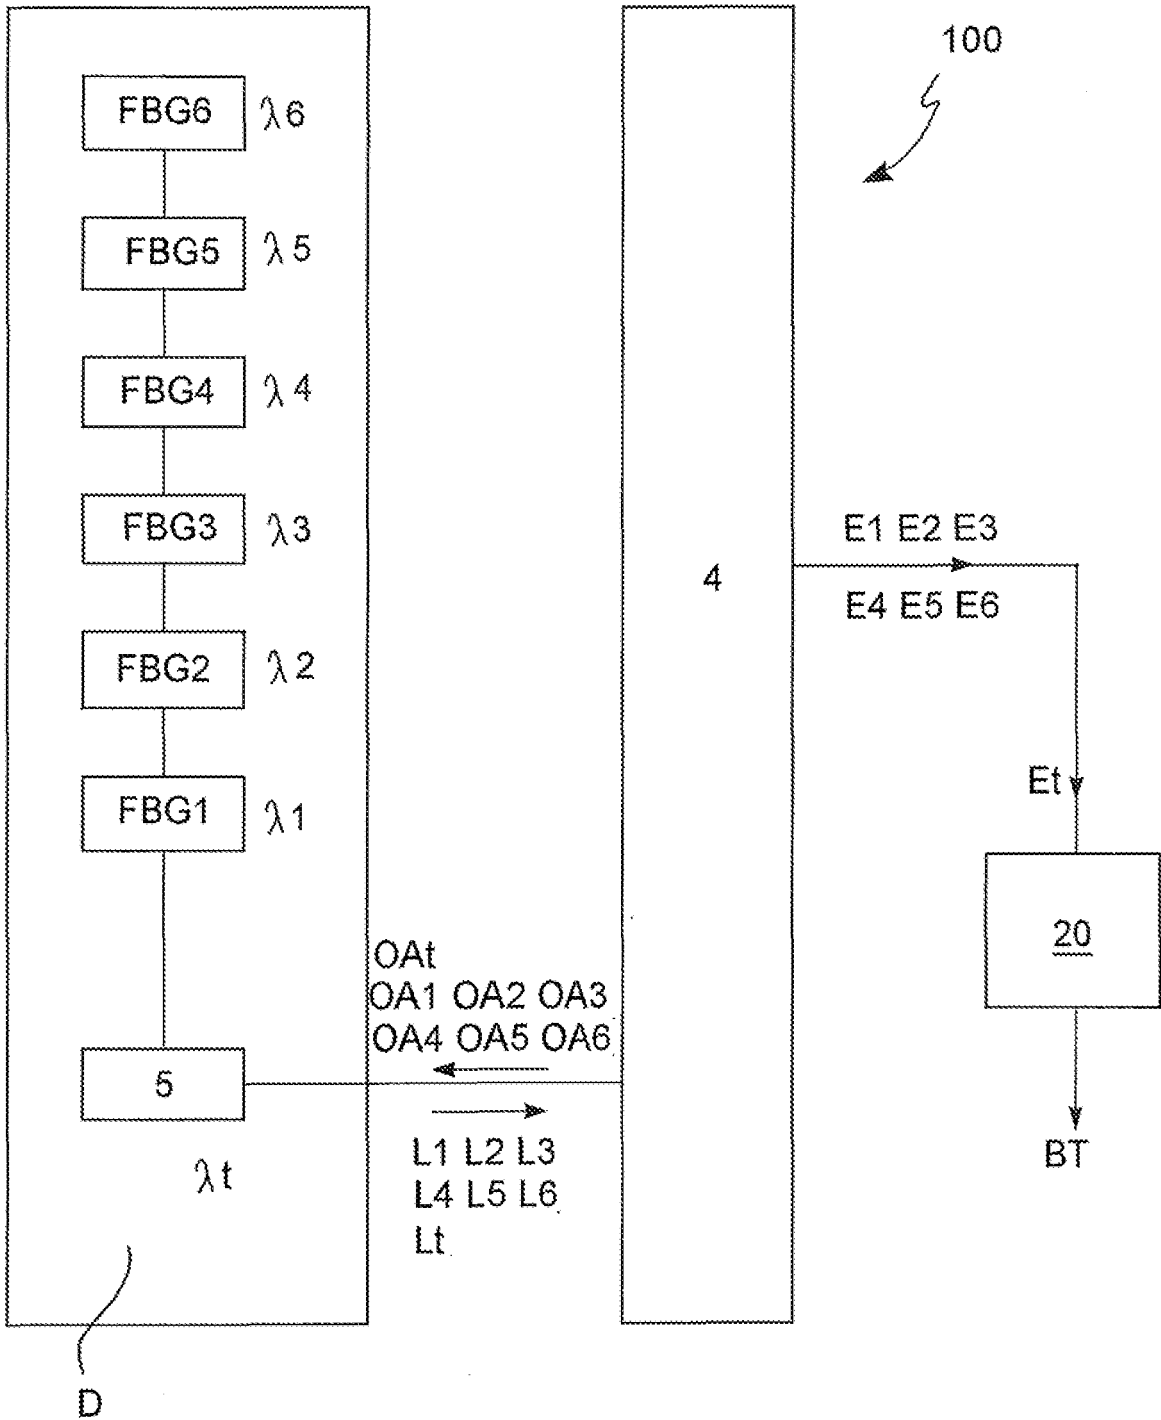 100
FBG6 λ6
FBG5 λ5
FBG4 λ4
FBG3 λ3
FBG2 λ2
FBG1 λ1
4
E1 E2 E3
E4 E5 E6
Et
20
BT
OAt
OA1 OA2 OA3
OA4 OA5 OA6
5
λt
L1 L2 L3
L4 L5 L6
Lt
D